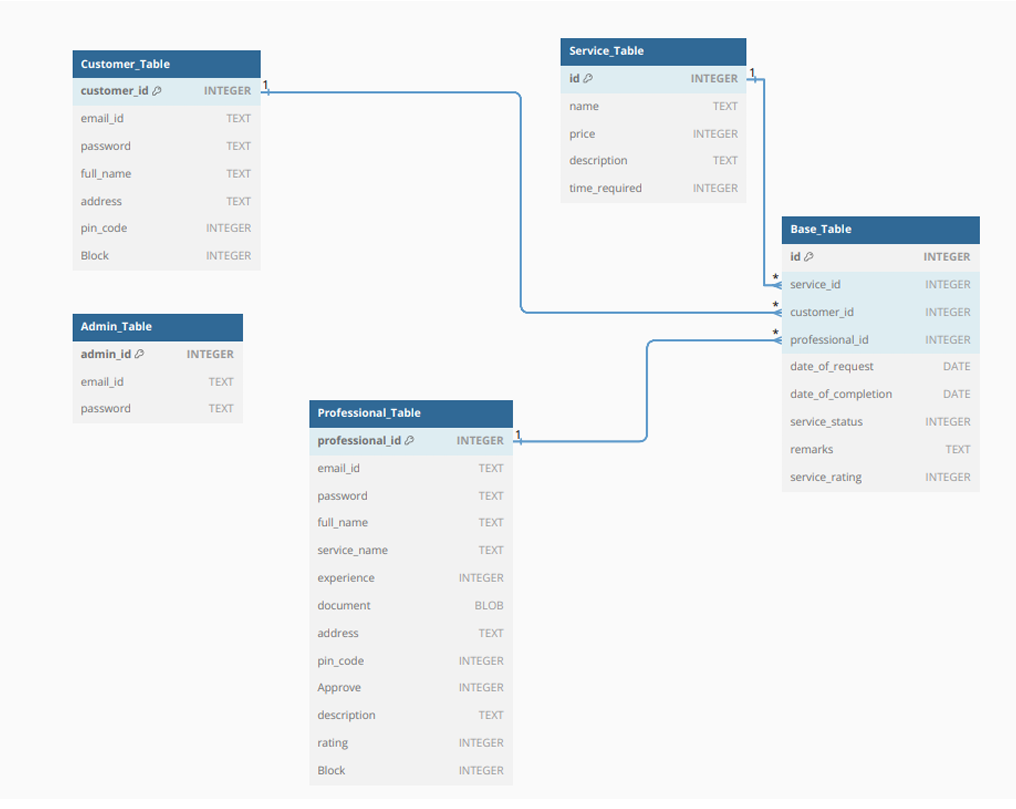 Customer_Table
customer_id INTEGER
email_id TEXT
password TEXT
full_name TEXT
address TEXT
pin_code INTEGER
Block INTEGER
1
Service_Table
id INTEGER
name TEXT
price INTEGER
description TEXT
time_required INTEGER
1
Base_Table
id INTEGER
* service_id INTEGER
* customer_id INTEGER
* professional_id INTEGER
date_of_request DATE
date_of_completion DATE
service_status INTEGER
remarks TEXT
service_rating INTEGER
Admin_Table
admin_id INTEGER
email_id TEXT
password TEXT
Professional_Table
professional_id INTEGER
1
email_id TEXT
password TEXT
full_name TEXT
service_name TEXT
experience INTEGER
document BLOB
address TEXT
pin_code INTEGER
Approve INTEGER
description TEXT
rating INTEGER
Block INTEGER